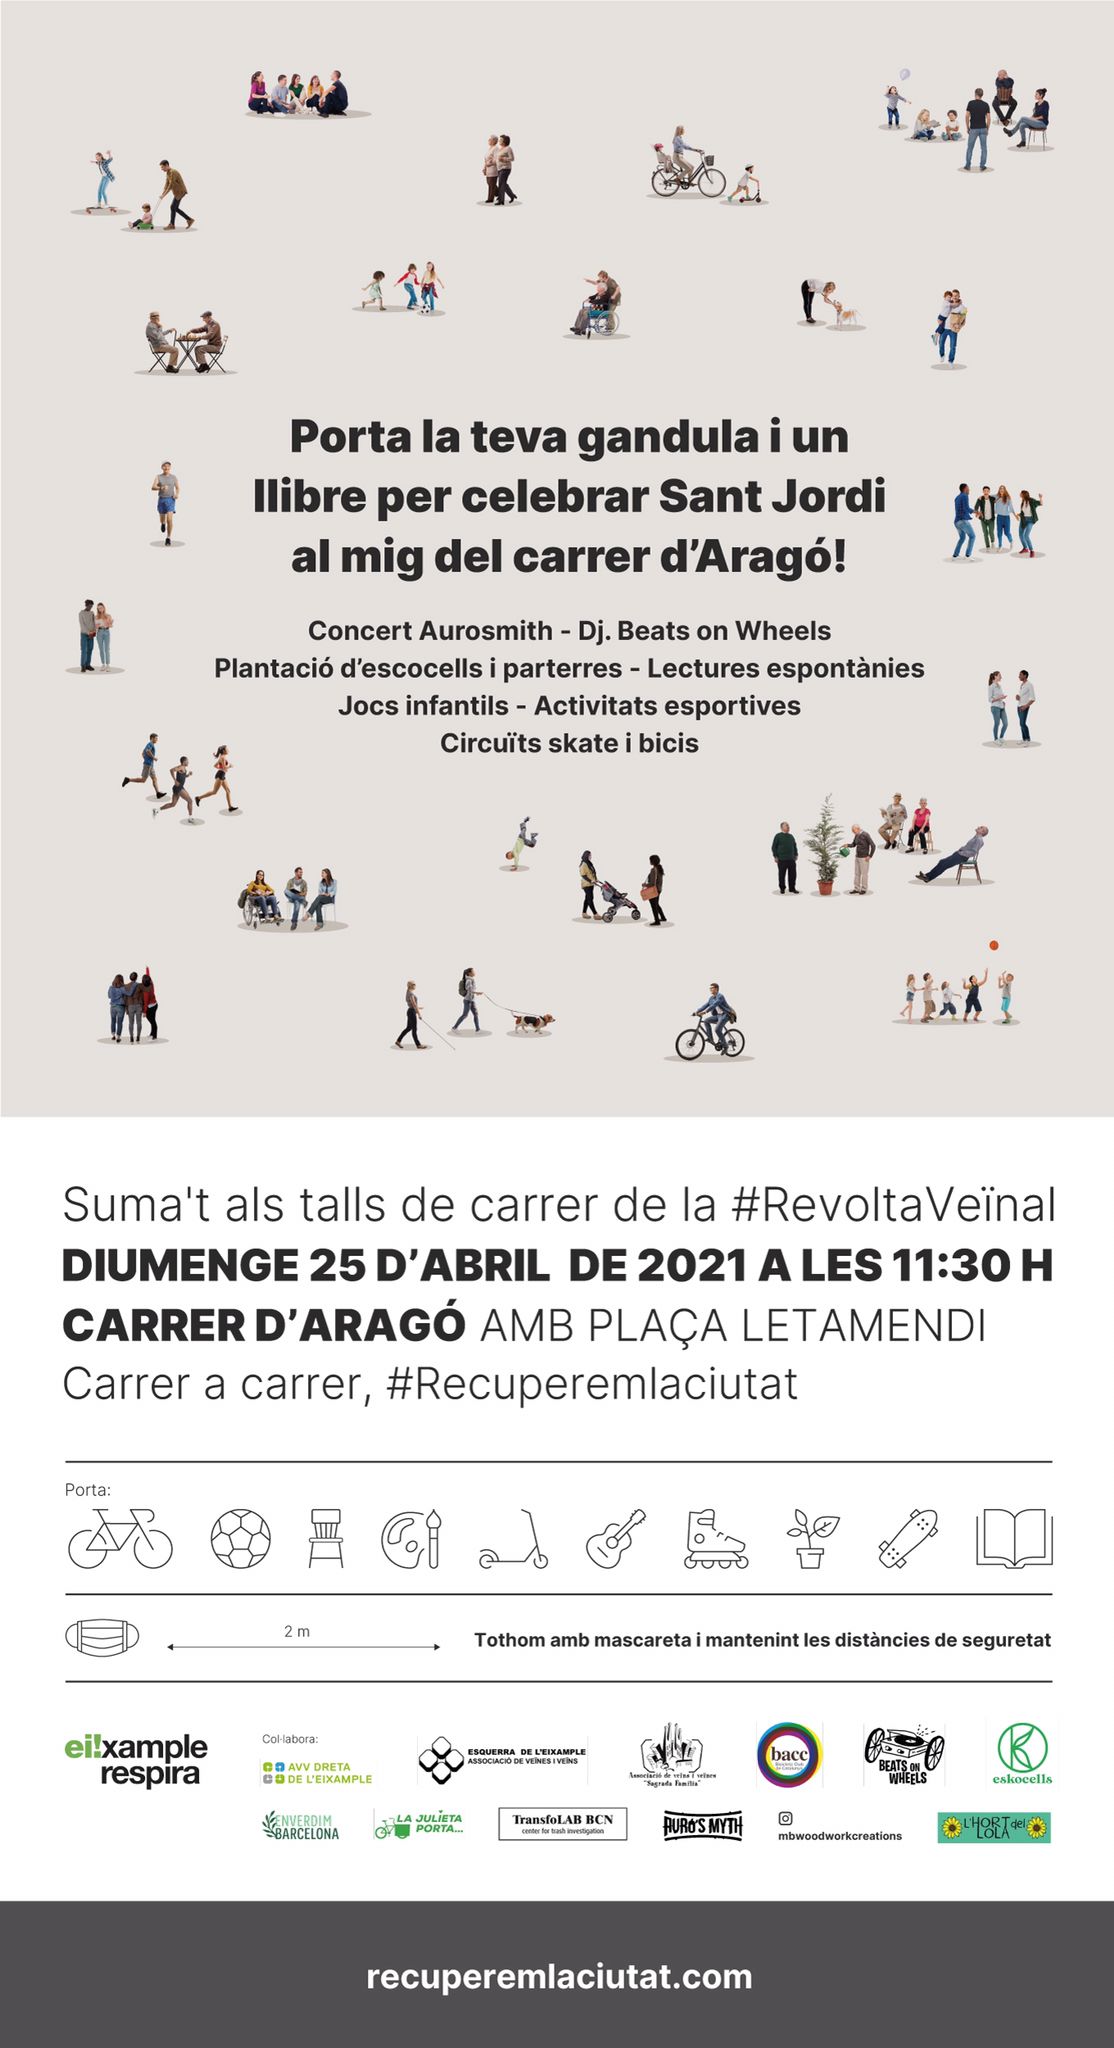 Porta la teva gandula i un
llibre per celebrar Sant Jordi
al mig del carrer d'Aragó!
Concert Aurosmith - Dj. Beats on Wheels
Plantació d'escocells i parterres - Lectures espontànies
Jocs infantils - Activitats esportives
Circuïts skate i bicis
Suma't als talls de carrer de la #RevoltaVeïnal
DIUMENGE 25 D'ABRIL DE 2021 A LES 11:30 H
CARRER D'ARAGÓ AMB PLAÇA LETAMENDI
Carrer a carrer, #Recuperemlaciutat
Porta:
2 m
Tothom amb mascareta i mantenint les distàncies de seguretat
ei!xample
respira
Col·labora:
AVV DRETA
DE L'EIXAMPLE
ESQUERRA DE L'EIXAMPLE
ASSOCIACIÓ DE VEÏNES I VEÏNS
Associació de veïns i veïnes
"Sagrada Família"
bacc
BEATS ON
WHEELS
eskocells
ENVERDIM
BARCELONA
LA JULIETA
PORTA...
TransfoLAB BCN
center for trash investigation
AURO'S MYTH
mbwoodworkcreations
L'HORT del
LOLA
recuperemlaciutat.com